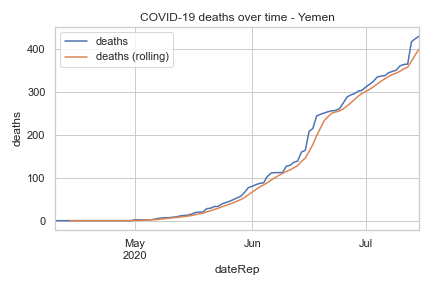 COVID-19 deaths over time - Yemen
deaths
deaths (rolling)
400
300
200
100
0
deaths
May
2020
Jun
Jul
dateRep